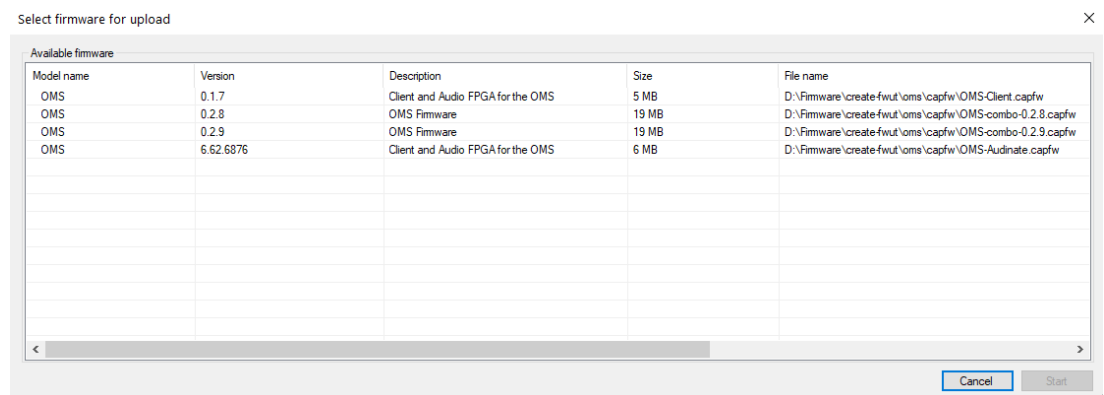 Select firmware for upload
Available firmware
Model name Version Description Size File name
OMS 0.1.7 Client and Audio FPGA for the OMS 5 MB D:\Firmware\create-fwut\oms\capfw\OMS-Client.capfw
OMS 0.2.8 OMS Firmware 19 MB D:\Firmware\create-fwut\oms\capfw\OMS-combo-0.2.8.capfw
OMS 0.2.9 OMS Firmware 19 MB D:\Firmware\create-fwut\oms\capfw\OMS-combo-0.2.9.capfw
OMS 6.62.6876 Client and Audio FPGA for the OMS 6 MB D:\Firmware\create-fwut\oms\capfw\OMS-Audinate.capfw
Cancel Start